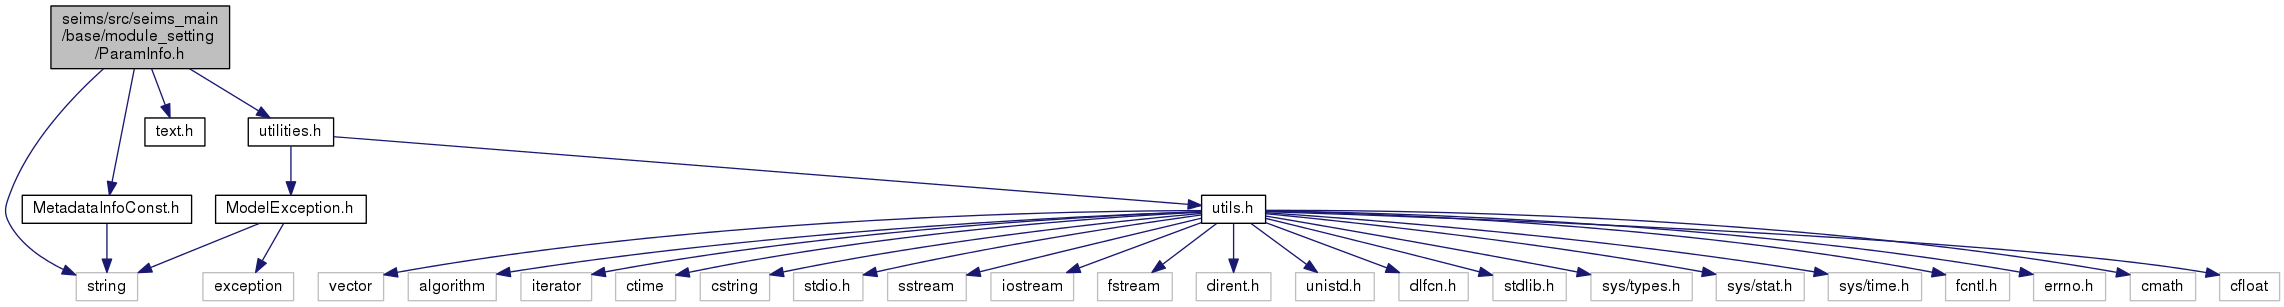 seims/src/seims_main
/base/module_setting
/ParamInfo.h
text.h
utilities.h
MetadataInfoConst.h
ModelException.h
utils.h
string
exception
vector
algorithm
iterator
ctime
cstring
stdio.h
sstream
iostream
fstream
dirent.h
unistd.h
dlfcn.h
stdlib.h
sys/types.h
sys/stat.h
sys/time.h
fcntl.h
errno.h
cmath
cfloat